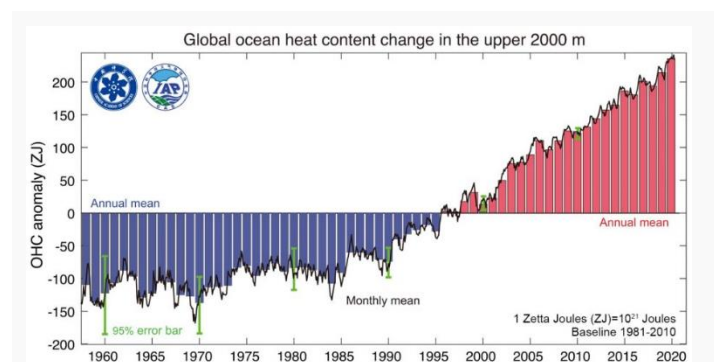 Global ocean heat content change in the upper 2000 m
OHC anomaly (ZJ)
200
150
100
50
0
-50
-100
-150
-200
IAP
Annual mean
Annual mean
Monthly mean
95% error bar
1 Zetta Joules (ZJ)=10²¹ Joules
Baseline 1981-2010
1960 1965 1970 1975 1980 1985 1990 1995 2000 2005 2010 2015 2020